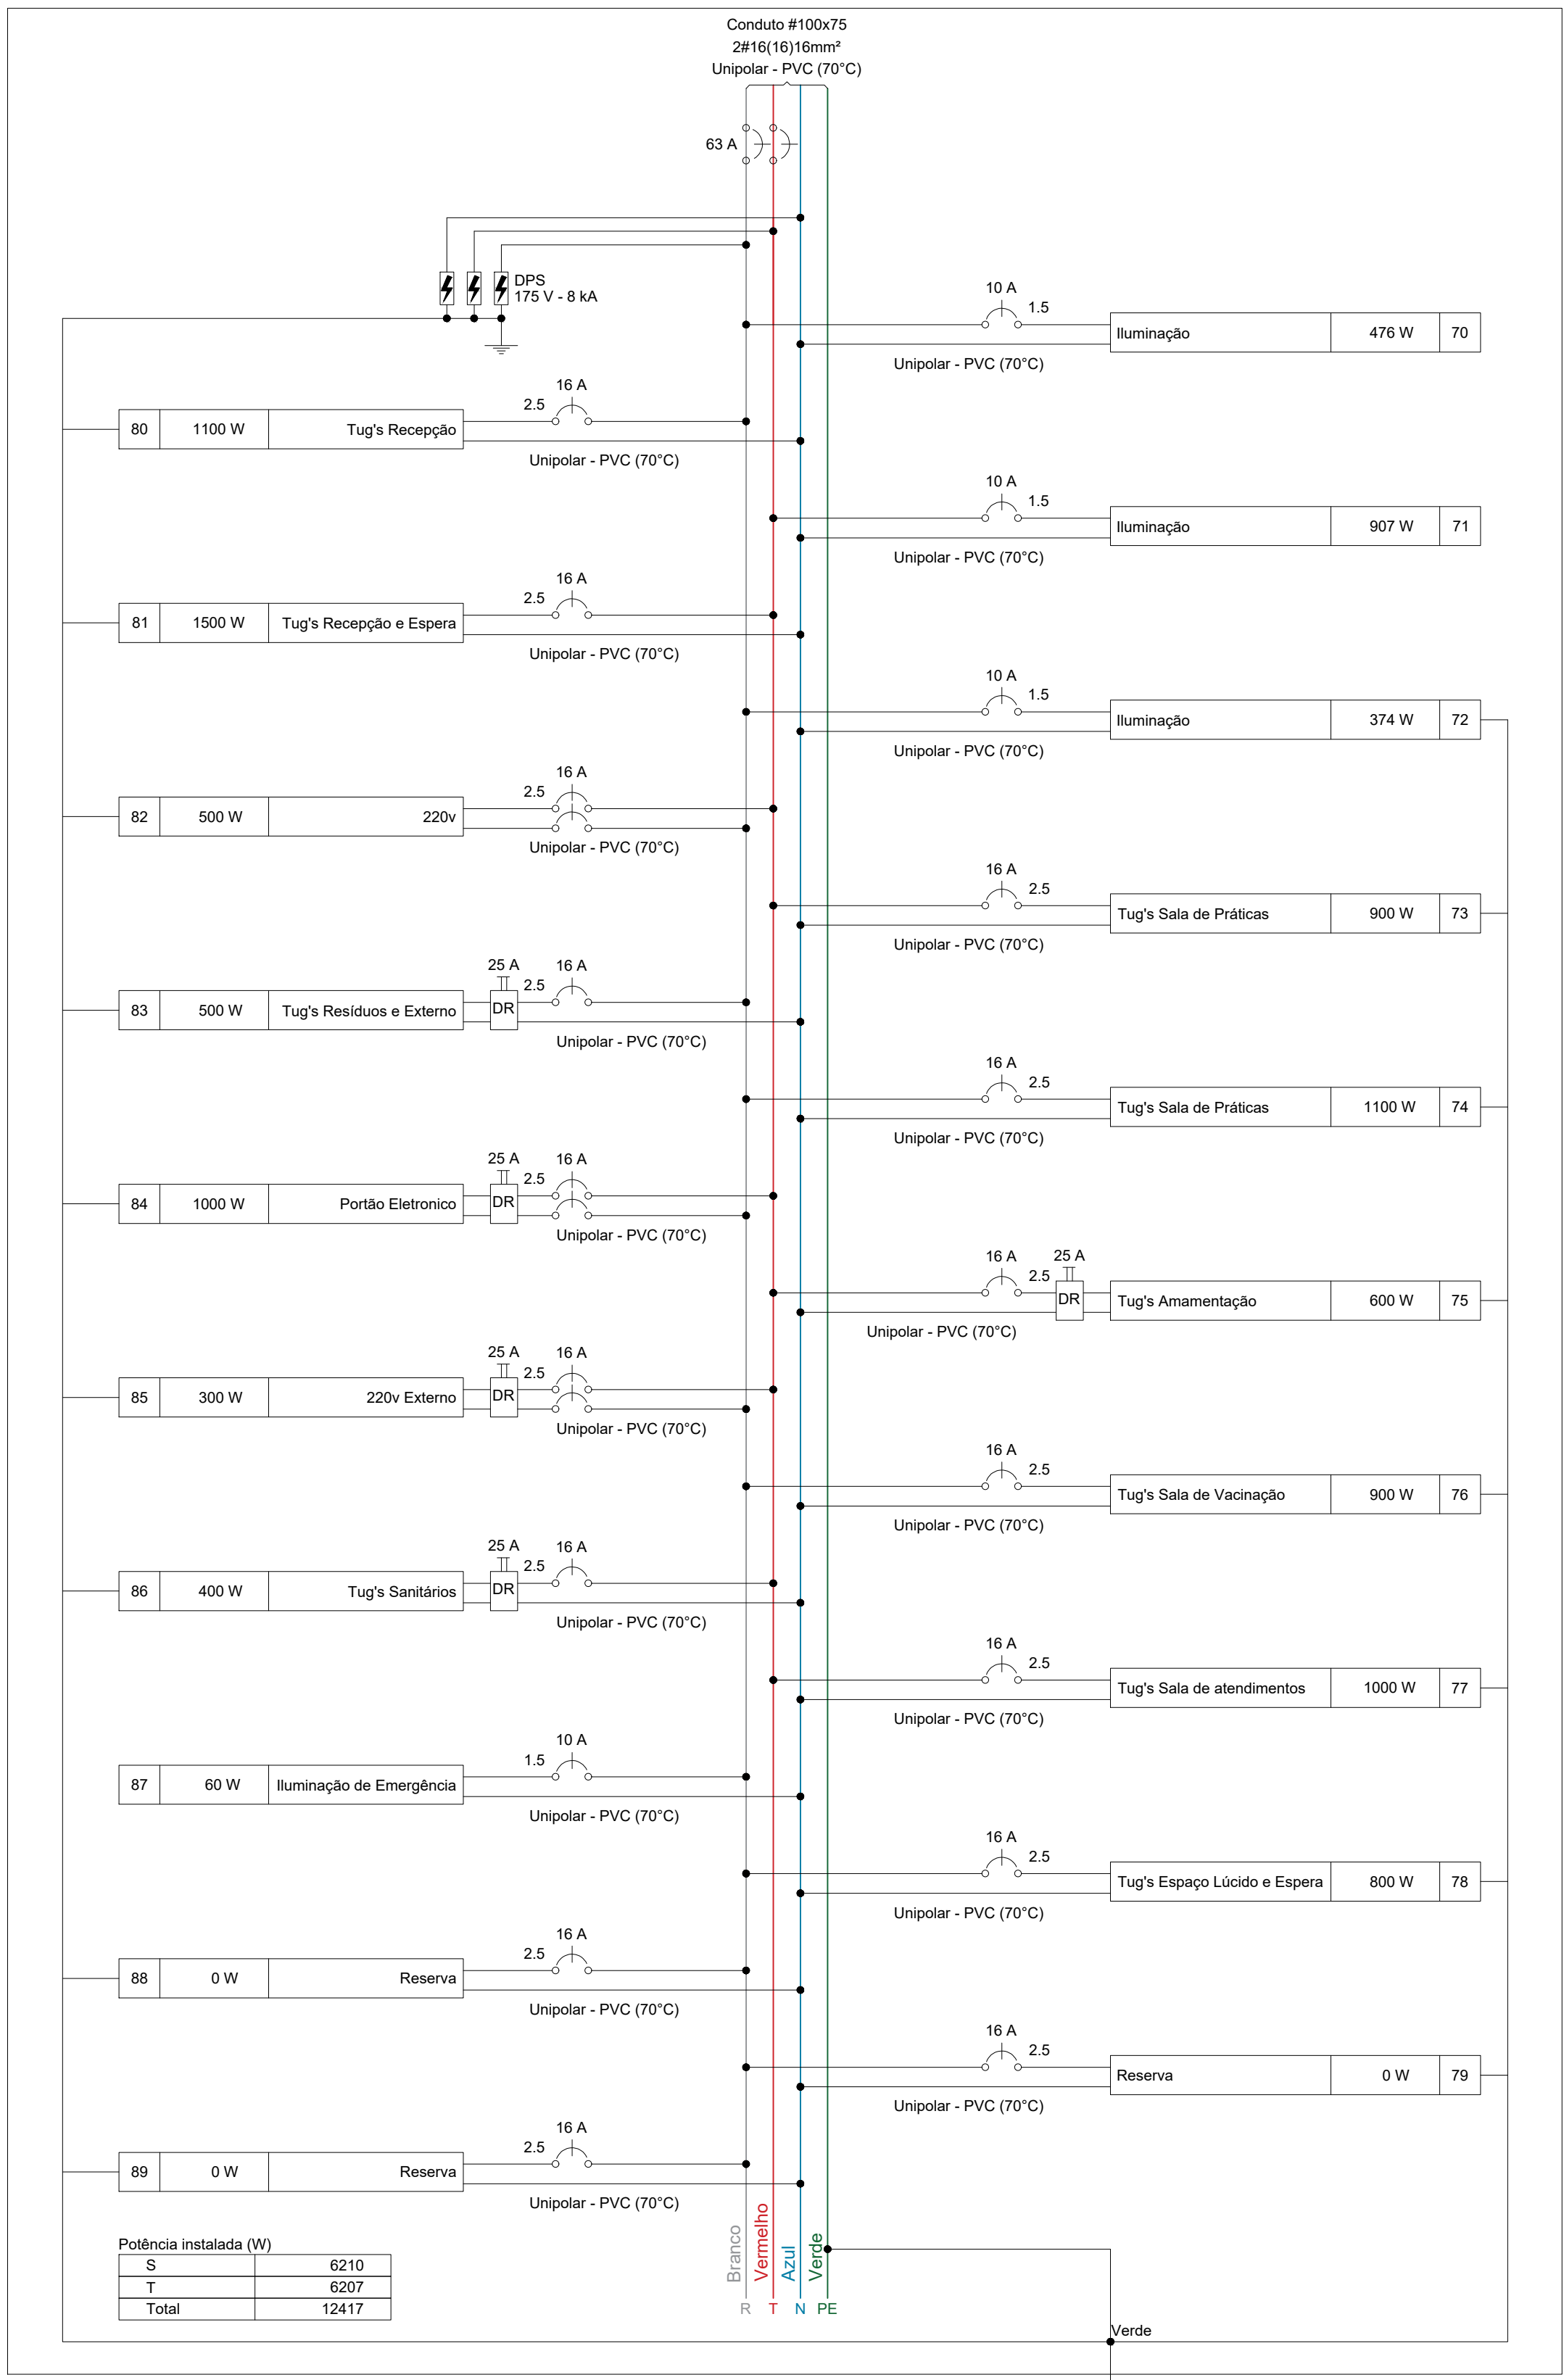 Conduto #100x75
2#16(16)16mm²
Unipolar - PVC (70°C)
63 A
DPS
175 V - 8 kA
10 A
1.5
Iluminação 476 W 70
Unipolar - PVC (70°C)
16 A
2.5
80 1100 W Tug's Recepção
Unipolar - PVC (70°C)
10 A
1.5
Iluminação 907 W 71
Unipolar - PVC (70°C)
16 A
2.5
81 1500 W Tug's Recepção e Espera
Unipolar - PVC (70°C)
10 A
1.5
Iluminação 374 W 72
Unipolar - PVC (70°C)
16 A
2.5
82 500 W 220v
Unipolar - PVC (70°C)
16 A
2.5
Tug's Sala de Práticas 900 W 73
Unipolar - PVC (70°C)
25 A 16 A
2.5
83 500 W Tug's Resíduos e Externo DR
Unipolar - PVC (70°C)
16 A
2.5
Tug's Sala de Práticas 1100 W 74
Unipolar - PVC (70°C)
25 A 16 A
2.5
84 1000 W Portão Eletronico DR
Unipolar - PVC (70°C)
16 A 25 A
2.5
DR Tug's Amamentação 600 W 75
Unipolar - PVC (70°C)
25 A 16 A
2.5
85 300 W 220v Externo DR
Unipolar - PVC (70°C)
16 A
2.5
Tug's Sala de Vacinação 900 W 76
Unipolar - PVC (70°C)
25 A 16 A
2.5
86 400 W Tug's Sanitários DR
Unipolar - PVC (70°C)
16 A
2.5
Tug's Sala de atendimentos 1000 W 77
Unipolar - PVC (70°C)
10 A
1.5
87 60 W Iluminação de Emergência
Unipolar - PVC (70°C)
16 A
2.5
Tug's Espaço Lúcido e Espera 800 W 78
Unipolar - PVC (70°C)
16 A
2.5
88 0 W Reserva
Unipolar - PVC (70°C)
16 A
2.5
Reserva 0 W 79
Unipolar - PVC (70°C)
16 A
2.5
89 0 W Reserva
Unipolar - PVC (70°C)
Branco Vermelho Azul Verde
R T N PE
Potência instalada (W)
S 6210
T 6207
Total 12417
Verde